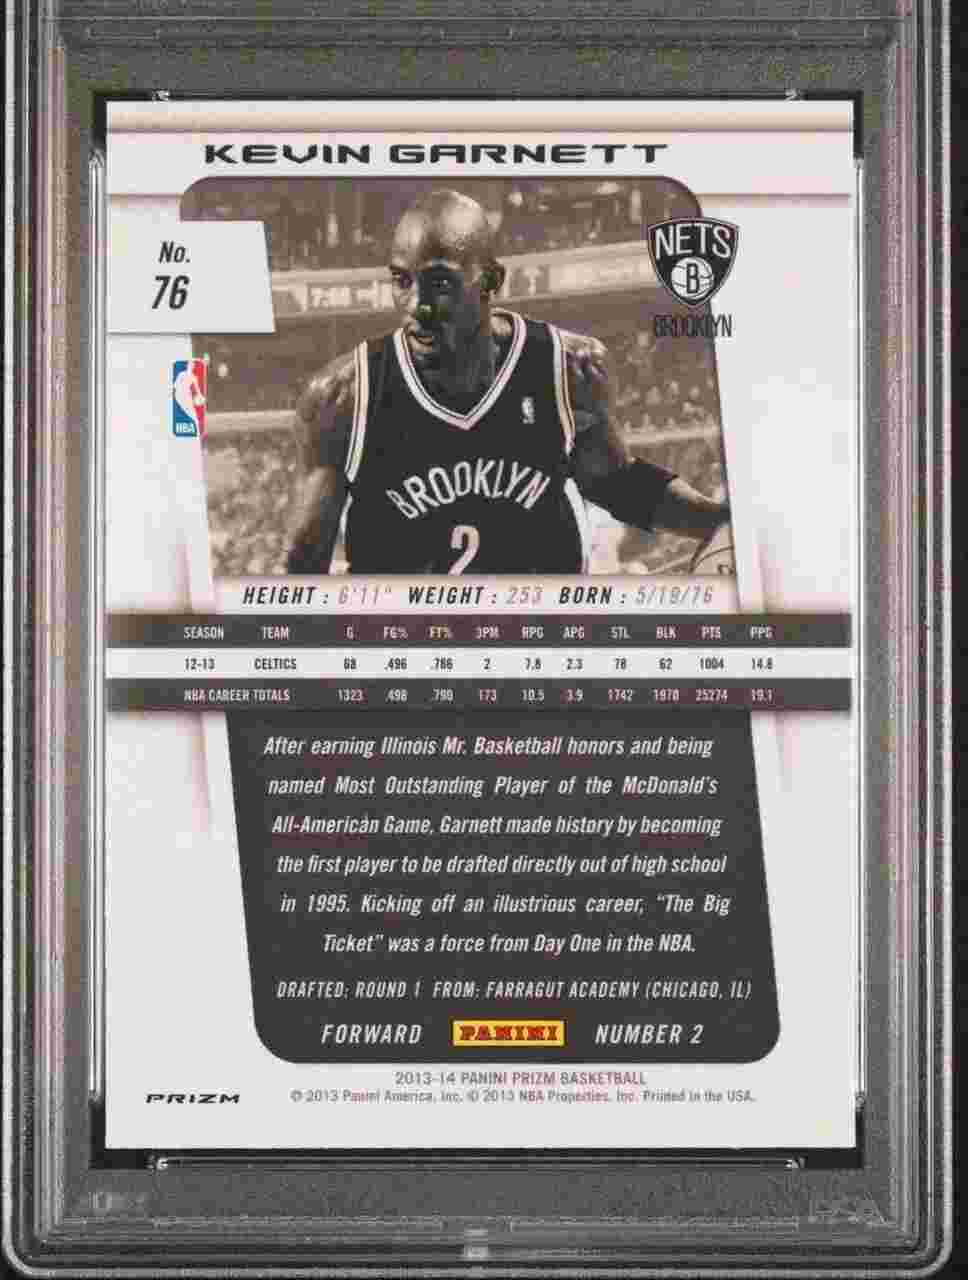 KEVIN GARNETT
No.
76
NETS
B
BROOKLYN
NBA
BROOKLYN
2
HEIGHT : 6'11" WEIGHT : 253 BORN : 5/19/76
SEASON TEAM G FG% FT% 3PM RPG APG STL BLK PTS PPG
12-13 CELTICS 68 .496 .786 2 7.8 2.3 78 62 1004 14.8
NBA CAREER TOTALS 1323 .498 .790 173 10.5 3.9 1742 1970 25274 19.1
After earning Illinois Mr. Basketball honors and being
named Most Outstanding Player of the McDonald's
All-American Game, Garnett made history by becoming
the first player to be drafted directly out of high school
in 1995. Kicking off an illustrious career, "The Big
Ticket" was a force from Day One in the NBA.
DRAFTED: ROUND 1 FROM: FARRAGUT ACADEMY (CHICAGO, IL)
FORWARD PANINI NUMBER 2
2013-14 PANINI PRIZM BASKETBALL
PRIZM © 2013 Panini America, Inc. © 2013 NBA Properties, Inc. Printed in the USA.